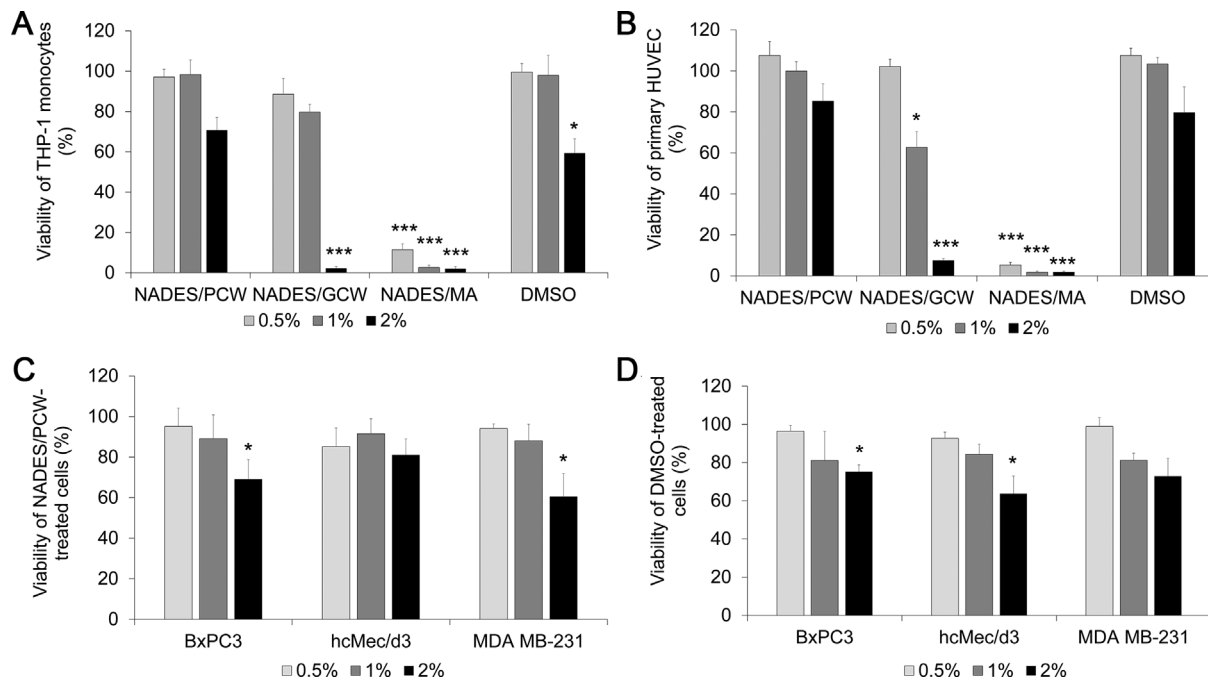 A
Viability of THP-1 monocytes
(%)
120
100
80
60
40
20
0
***
***
***
***
*
NADES/PCW
NADES/GCW
NADES/MA
DMSO
0.5%
1%
2%
B
Viability of primary HUVEC
(%)
120
100
80
60
40
20
0
*
***
***
***
***
NADES/PCW
NADES/GCW
NADES/MA
DMSO
0.5%
1%
2%
C
Viability of NADES/PCW-
treated cells (%)
120
100
80
60
40
20
0
*
*
BxPC3
hcMec/d3
MDA MB-231
0.5%
1%
2%
D
Viability of DMSO-treated
cells (%)
120
100
80
60
40
20
0
*
*
BxPC3
hcMec/d3
MDA MB-231
0.5%
1%
2%